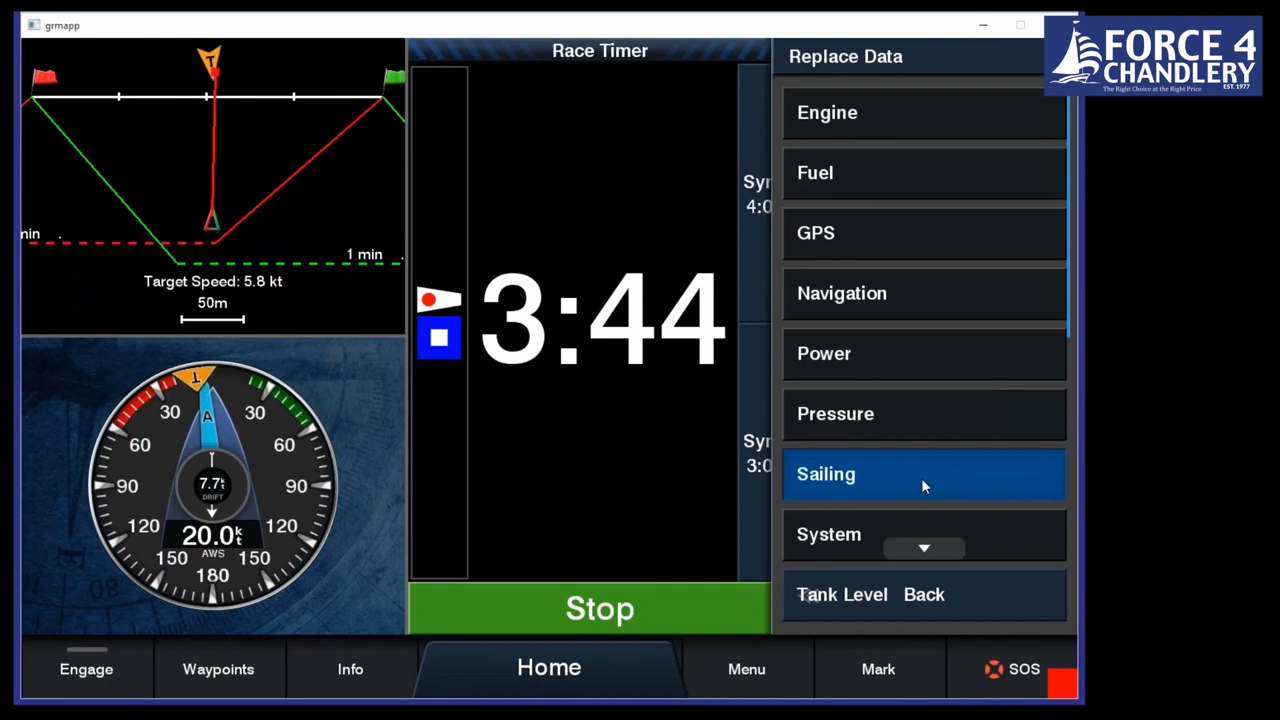 grmapp
FORCE 4
CHANDLERY
EST. 1977
The Right Choice at the Right Price
T
1 min
Target Speed: 5.8 kt
50m
Race Timer
3:44
Stop
Replace Data
Engine
Fuel
GPS
Navigation
Power
Pressure
Sailing
System
Tank Level Back
T
A
30 30
60 60
90 90
120 120
150 150
180
7.7kt
DRIFT
20.0kt
AWS
Engage
Waypoints
Info
Home
Menu
Mark
SOS